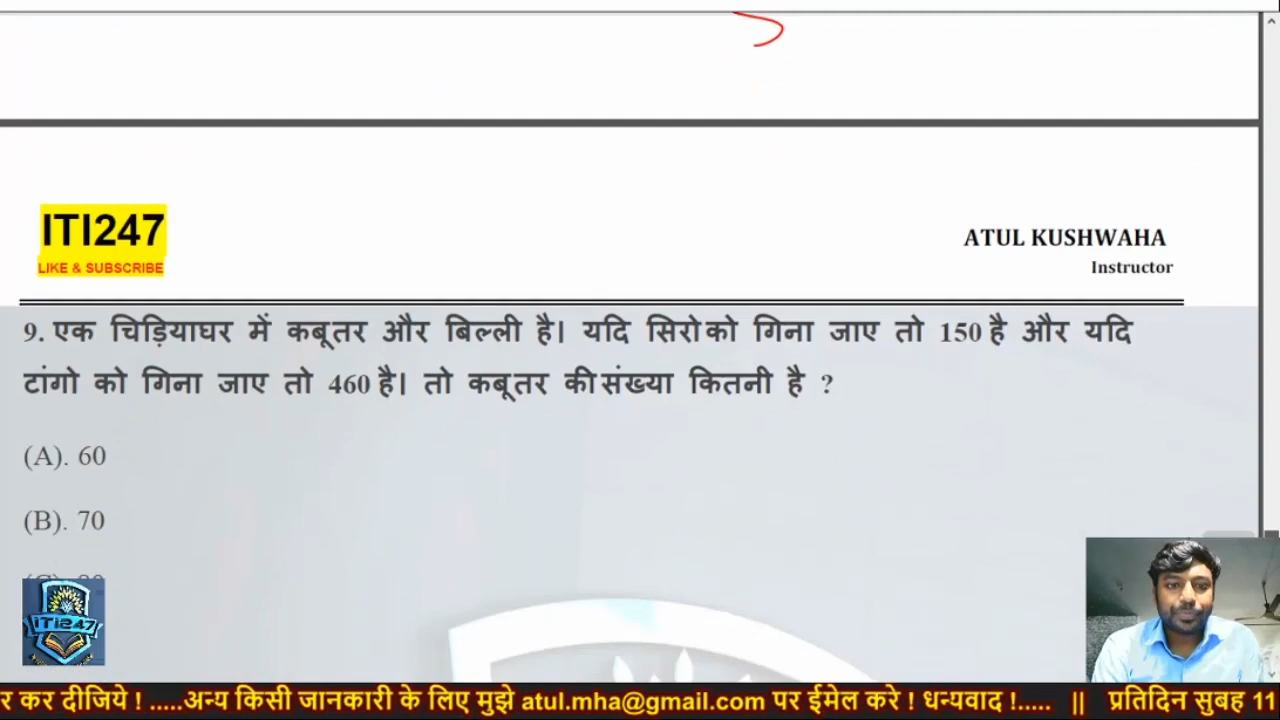 ITI247
LIKE & SUBSCRIBE
ATUL KUSHWAHA
Instructor
9. एक चिड़ियाघर में कबूतर और बिल्ली है। यदि सिरो को गिना जाए तो 150 है और यदि
टांगो को गिना जाए तो 460 है। तो कबूतर की संख्या कितनी है ?
(A). 60
(B). 70
ITI247
र कर दीजिये ! .....अन्य किसी जानकारी के लिए मुझे atul.mha@gmail.com पर ईमेल करे ! धन्यवाद !..... || प्रतिदिन सुबह 11